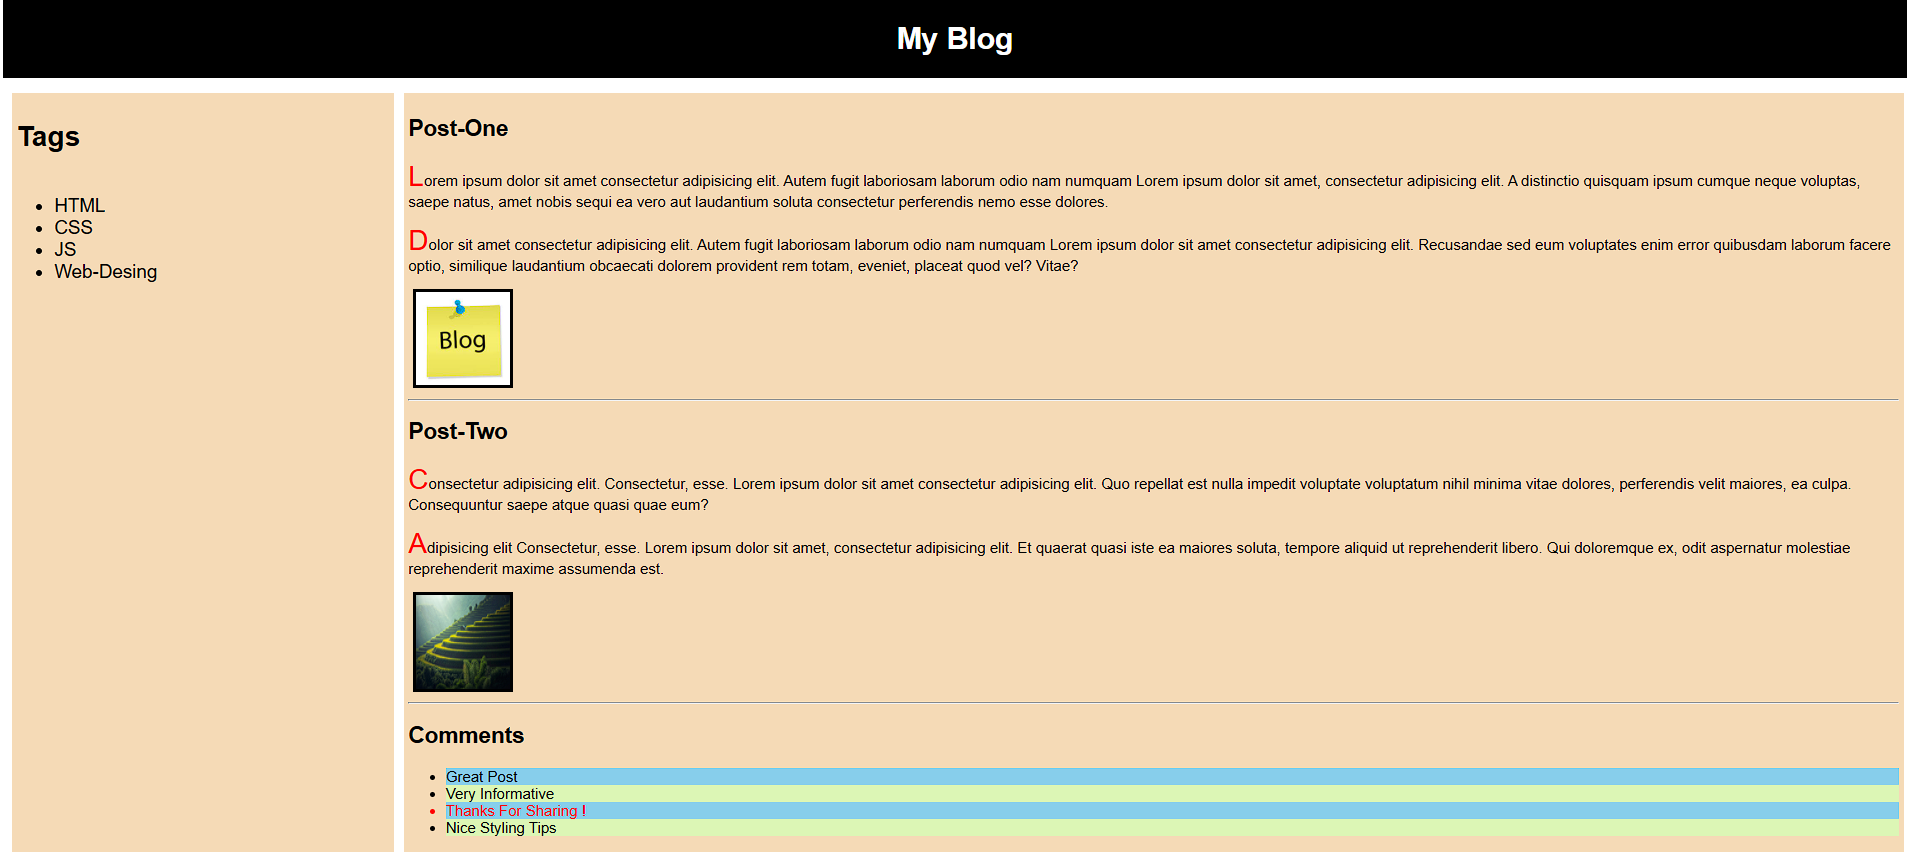 My Blog
Tags
HTML
CSS
JS
Web-Desing
Post-One
Lorem ipsum dolor sit amet consectetur adipisicing elit. Autem fugit laboriosam laborum odio nam numquam Lorem ipsum dolor sit amet, consectetur adipisicing elit. A distinctio quisquam ipsum cumque neque voluptas,
saepe natus, amet nobis sequi ea vero aut laudantium soluta consectetur perferendis nemo esse dolores.
Dolor sit amet consectetur adipisicing elit. Autem fugit laboriosam laborum odio nam numquam Lorem ipsum dolor sit amet consectetur adipisicing elit. Recusandae sed eum voluptates enim error quibusdam laborum facere
optio, similique laudantium obcaecati dolorem provident rem totam, eveniet, placeat quod vel? Vitae?
Blog
Post-Two
Consectetur adipisicing elit. Consectetur, esse. Lorem ipsum dolor sit amet consectetur adipisicing elit. Quo repellat est nulla impedit voluptate voluptatum nihil minima vitae dolores, perferendis velit maiores, ea culpa.
Consequuntur saepe atque quasi quae eum?
Adipisicing elit Consectetur, esse. Lorem ipsum dolor sit amet, consectetur adipisicing elit. Et quaerat quasi iste ea maiores soluta, tempore aliquid ut reprehenderit libero. Qui doloremque ex, odit aspernatur molestiae
reprehenderit maxime assumenda est.
Comments
Great Post
Very Informative
Thanks For Sharing !
Nice Styling Tips